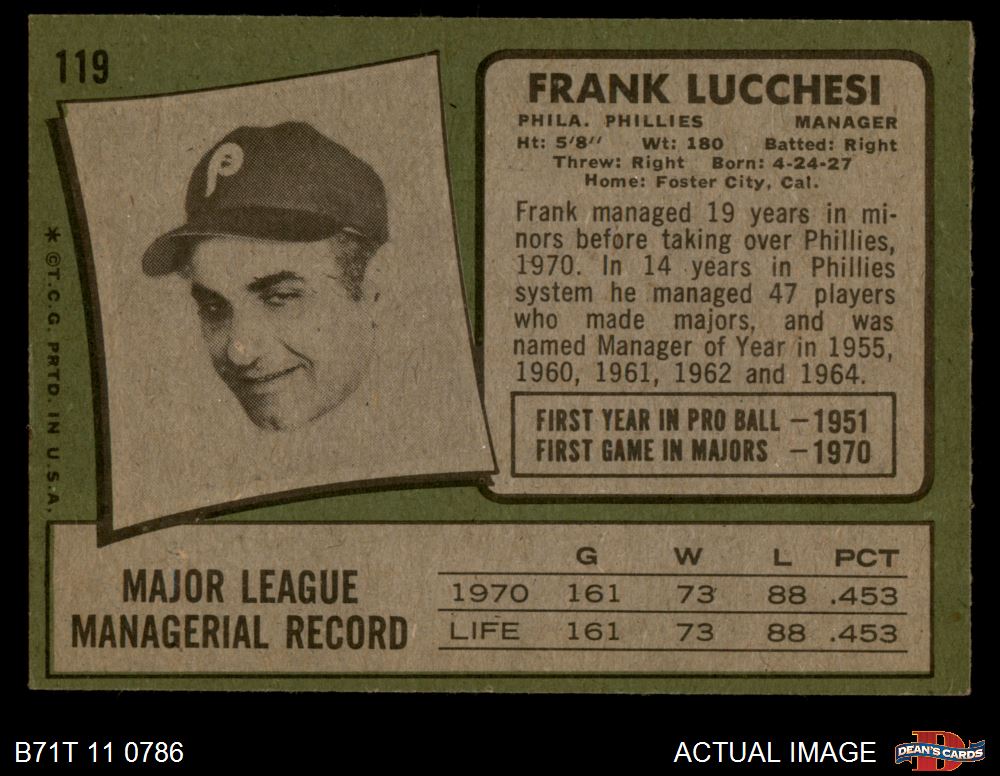 119
FRANK LUCCHESI
PHILA. PHILLIES MANAGER
Ht: 5'8" Wt: 180 Batted: Right
Threw: Right Born: 4-24-27
Home: Foster City, Cal.
Frank managed 19 years in mi-
nors before taking over Phillies,
1970. In 14 years in Phillies
system he managed 47 players
who made majors, and was
named Manager of Year in 1955,
1960, 1961, 1962 and 1964.
FIRST YEAR IN PRO BALL – 1951
FIRST GAME IN MAJORS – 1970
P
* ©T.C.G. PRTD. IN U.S.A.
MAJOR LEAGUE
MANAGERIAL RECORD
G W L PCT
1970 161 73 88 .453
LIFE 161 73 88 .453
B71T 11 0786
ACTUAL IMAGE
D
DEAN'S CARDS